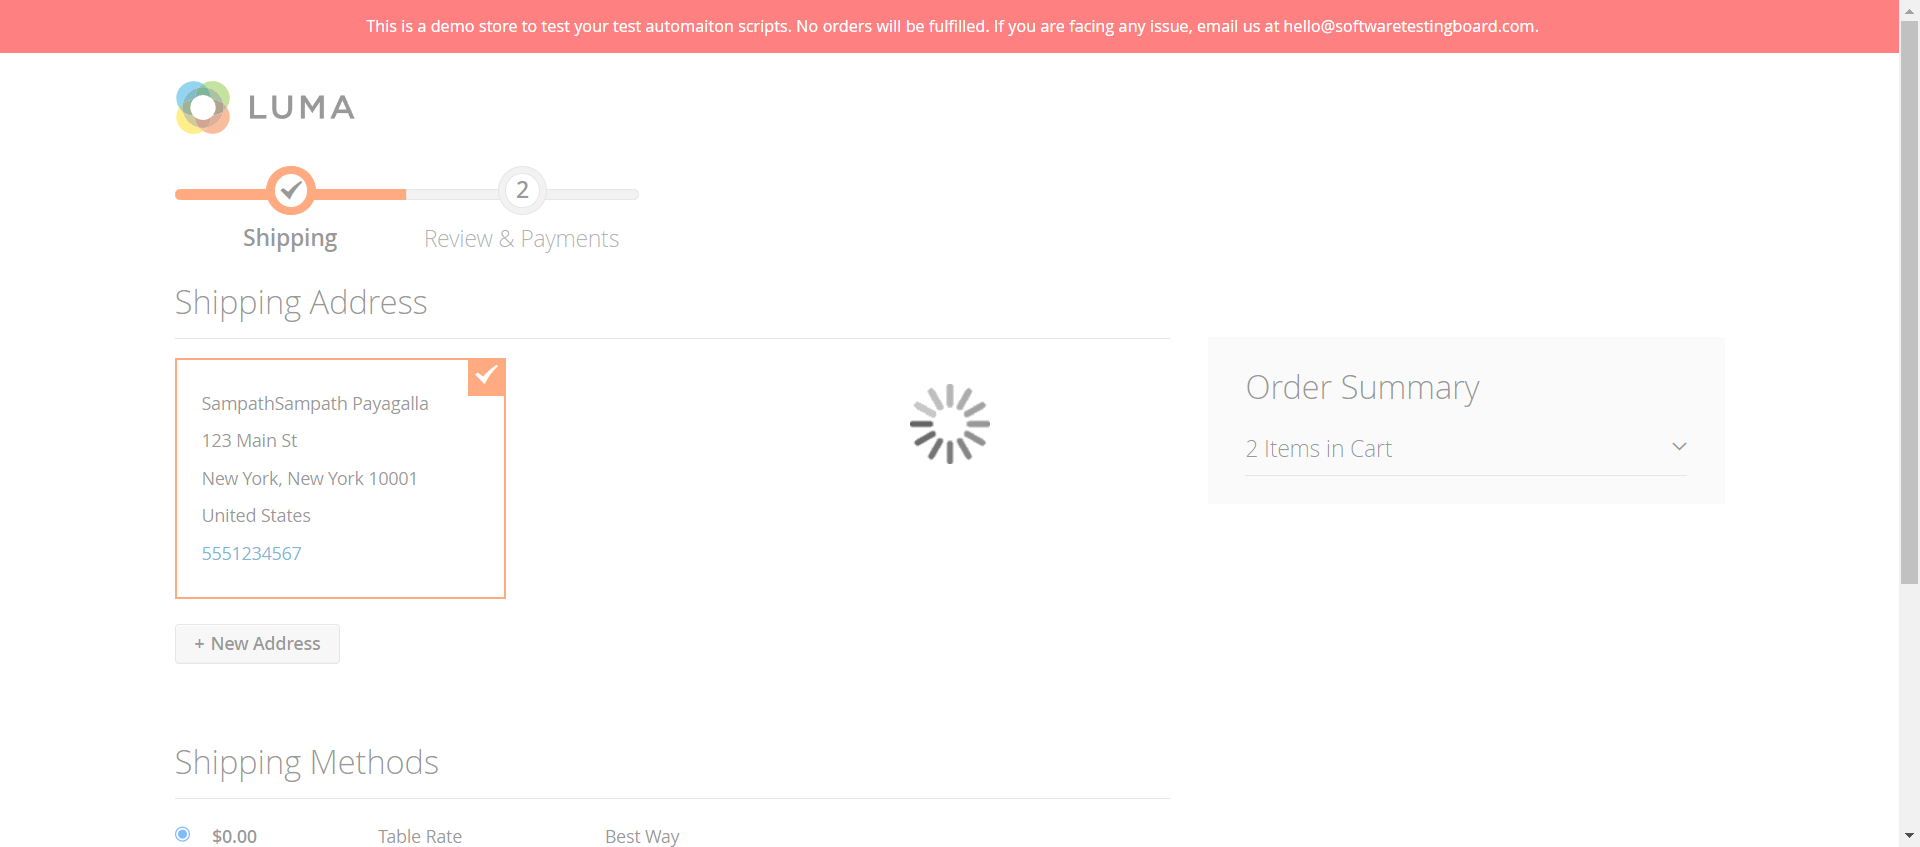 This is a demo store to test your test automaiton scripts. No orders will be fulfilled. If you are facing any issue, email us at hello@softwaretestingboard.com.
LUMA
2
Shipping
Review & Payments
Shipping Address
SampathSampath Payagalla
123 Main St
New York, New York 10001
United States
5551234567
+ New Address
Order Summary
2 Items in Cart
Shipping Methods
$0.00 Table Rate Best Way